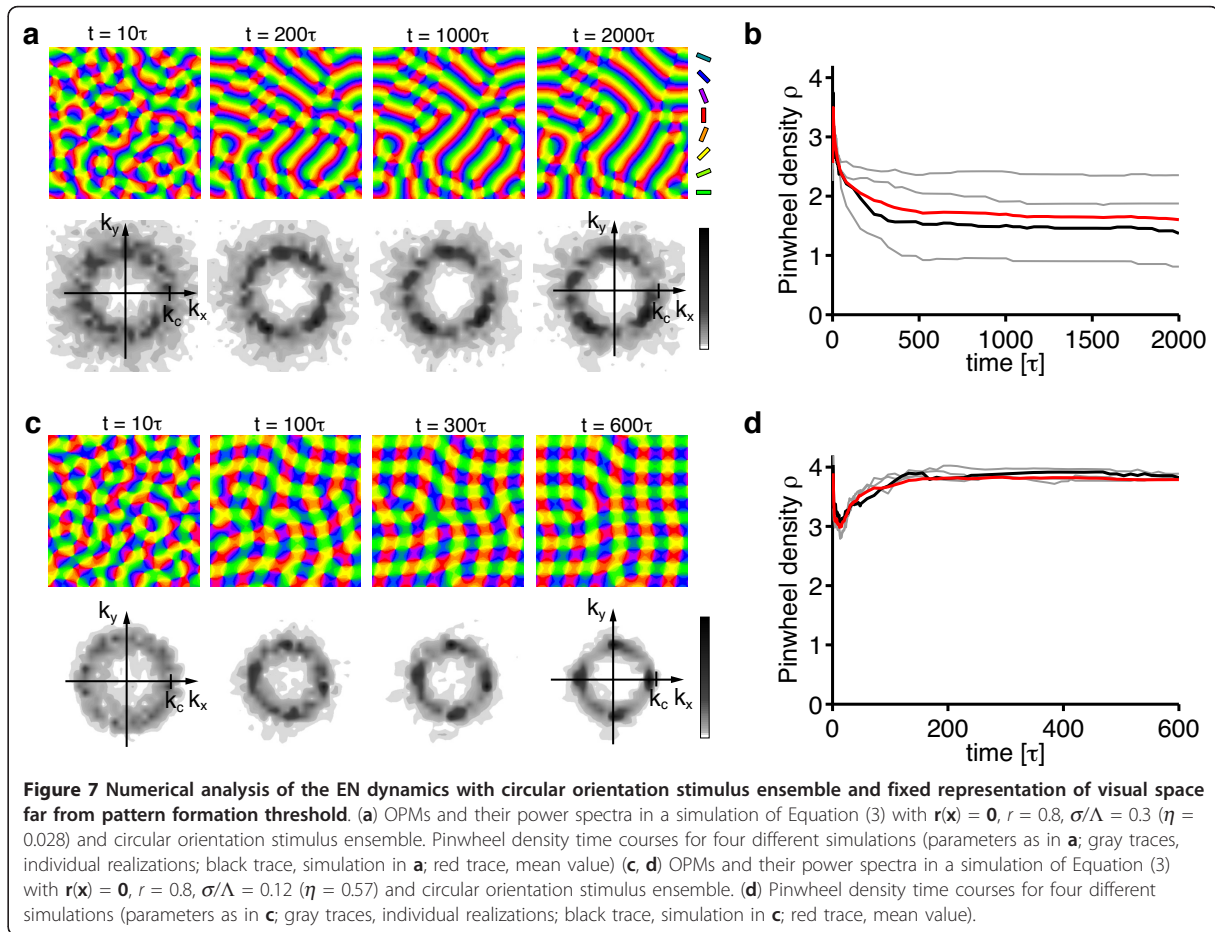 a
t = 10τ
t = 200τ
t = 1000τ
t = 2000τ
k_y
k_c
k_x
k_c
k_x
b
Pinwheel density ρ
4
3
2
1
0
0
500
1000
1500
2000
time [τ]
c
t = 10τ
t = 100τ
t = 300τ
t = 600τ
k_y
k_c
k_x
k_c
k_x
d
Pinwheel density ρ
4
3
2
1
0
0
200
400
600
time [τ]
Figure 7 Numerical analysis of the EN dynamics with circular orientation stimulus ensemble and fixed representation of visual space
far from pattern formation threshold. (a) OPMs and their power spectra in a simulation of Equation (3) with r(x) = 0, r = 0.8, σ/Λ = 0.3 (η =
0.028) and circular orientation stimulus ensemble. Pinwheel density time courses for four different simulations (parameters as in a; gray traces,
individual realizations; black trace, simulation in a; red trace, mean value) (c, d) OPMs and their power spectra in a simulation of Equation (3)
with r(x) = 0, r = 0.8, σ/Λ = 0.12 (η = 0.57) and circular orientation stimulus ensemble. (d) Pinwheel density time courses for four different
simulations (parameters as in c; gray traces, individual realizations; black trace, simulation in c; red trace, mean value).